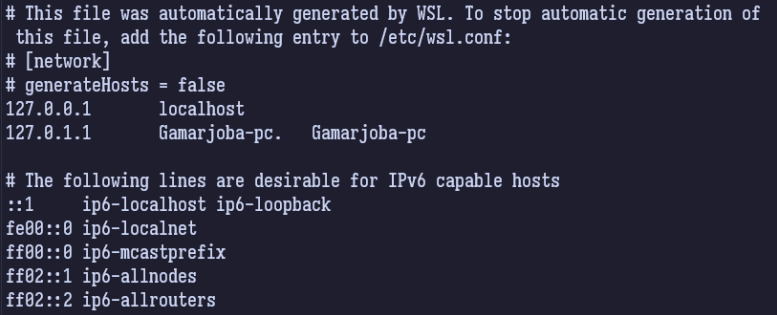 # This file was automatically generated by WSL. To stop automatic generation of
 this file, add the following entry to /etc/wsl.conf:
# [network]
# generateHosts = false
127.0.0.1       localhost
127.0.1.1       Gamarjoba-pc.   Gamarjoba-pc

# The following lines are desirable for IPv6 capable hosts
::1     ip6-localhost ip6-loopback
fe00::0 ip6-localnet
ff00::0 ip6-mcastprefix
ff02::1 ip6-allnodes
ff02::2 ip6-allrouters